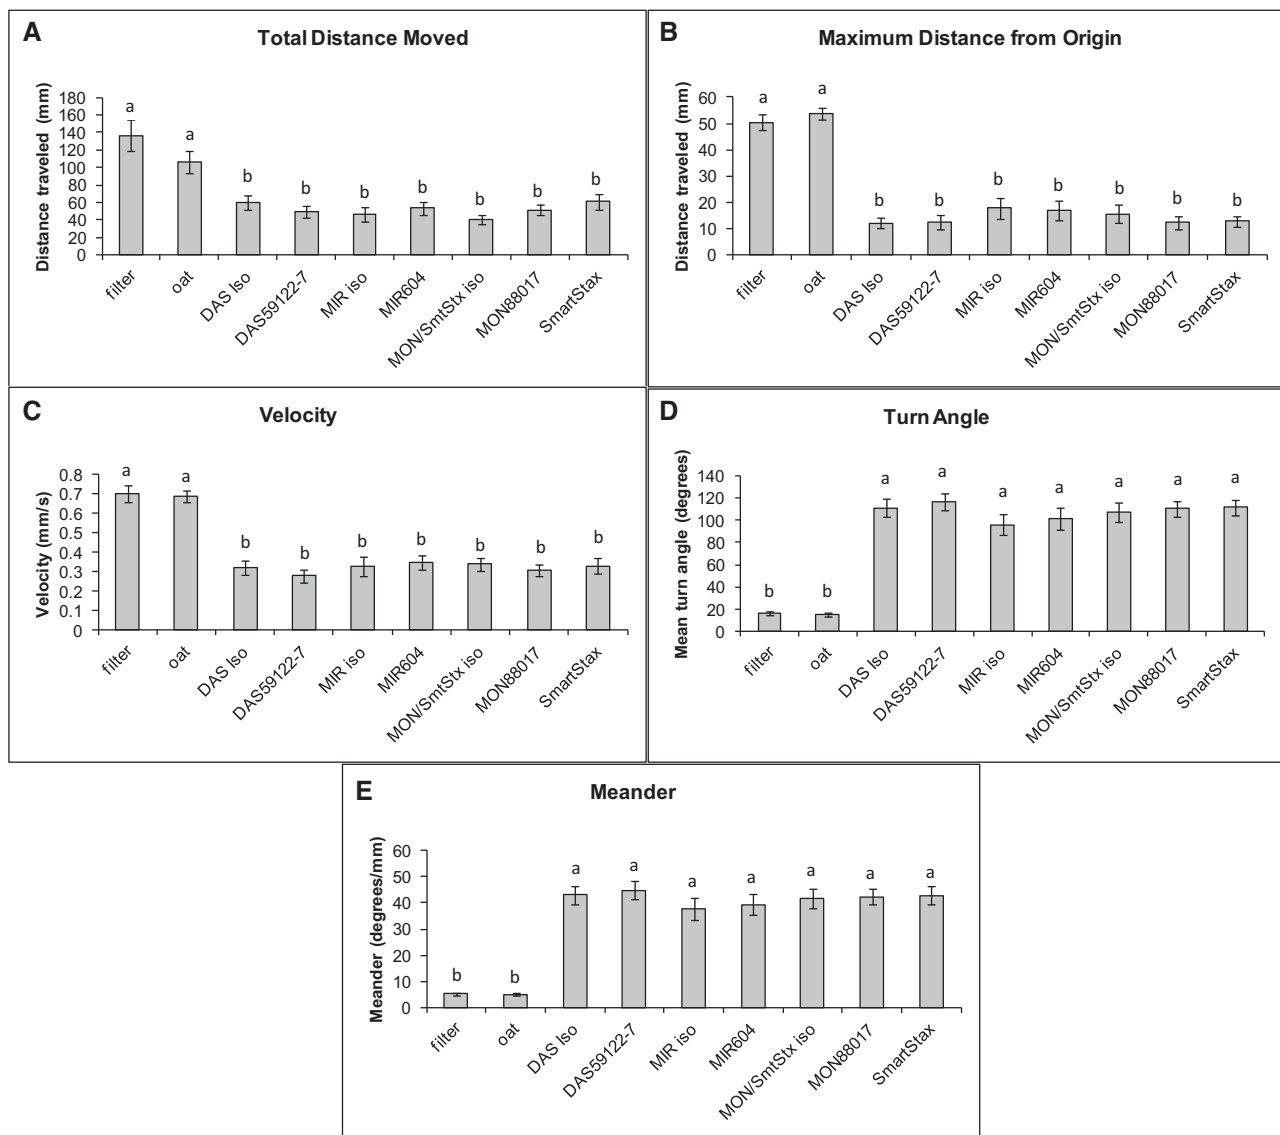 A
Total Distance Moved
Distance traveled (mm)
180
160
140
120
100
80
60
40
20
0
a
a
b
b
b
b
b
b
b
filter
oat
DAS Iso
DAS59122-7
MIR iso
MIR604
MON/SmtStx iso
MON88017
SmartStax
B
Maximum Distance from Origin
Distance traveled (mm)
60
50
40
30
20
10
0
a
a
b
b
b
b
b
b
b
filter
oat
DAS Iso
DAS59122-7
MIR iso
MIR604
MON/SmtStx iso
MON88017
SmartStax
C
Velocity
Velocity (mm/s)
0.8
0.7
0.6
0.5
0.4
0.3
0.2
0.1
0
a
a
b
b
b
b
b
b
b
filter
oat
DAS Iso
DAS59122-7
MIR iso
MIR604
MON/SmtStx iso
MON88017
SmartStax
D
Turn Angle
Mean turn angle (degrees)
140
120
100
80
60
40
20
0
b
b
a
a
a
a
a
a
a
filter
oat
DAS Iso
DAS59122-7
MIR iso
MIR604
MON/SmtStx iso
MON88017
SmartStax
E
Meander
Meander (degrees/mm)
60
50
40
30
20
10
0
b
b
a
a
a
a
a
a
a
filter
oat
DAS Iso
DAS59122-7
MIR iso
MIR604
MON/SmtStx iso
MON88017
SmartStax